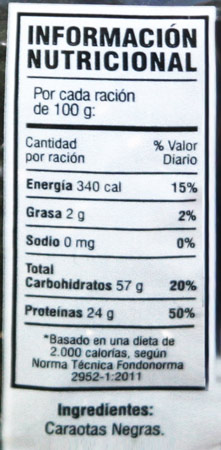 INFORMACIÓN
NUTRICIONAL
Por cada ración
de 100 g:
Cantidad % Valor
por ración Diario
Energía 340 cal 15%
Grasa 2 g 2%
Sodio 0 mg 0%
Total
Carbohidratos 57 g 20%
Proteínas 24 g 50%
*Basado en una dieta de
2.000 calorías, según
Norma Técnica Fondonorma
2952-1:2011
Ingredientes:
Caraotas Negras.